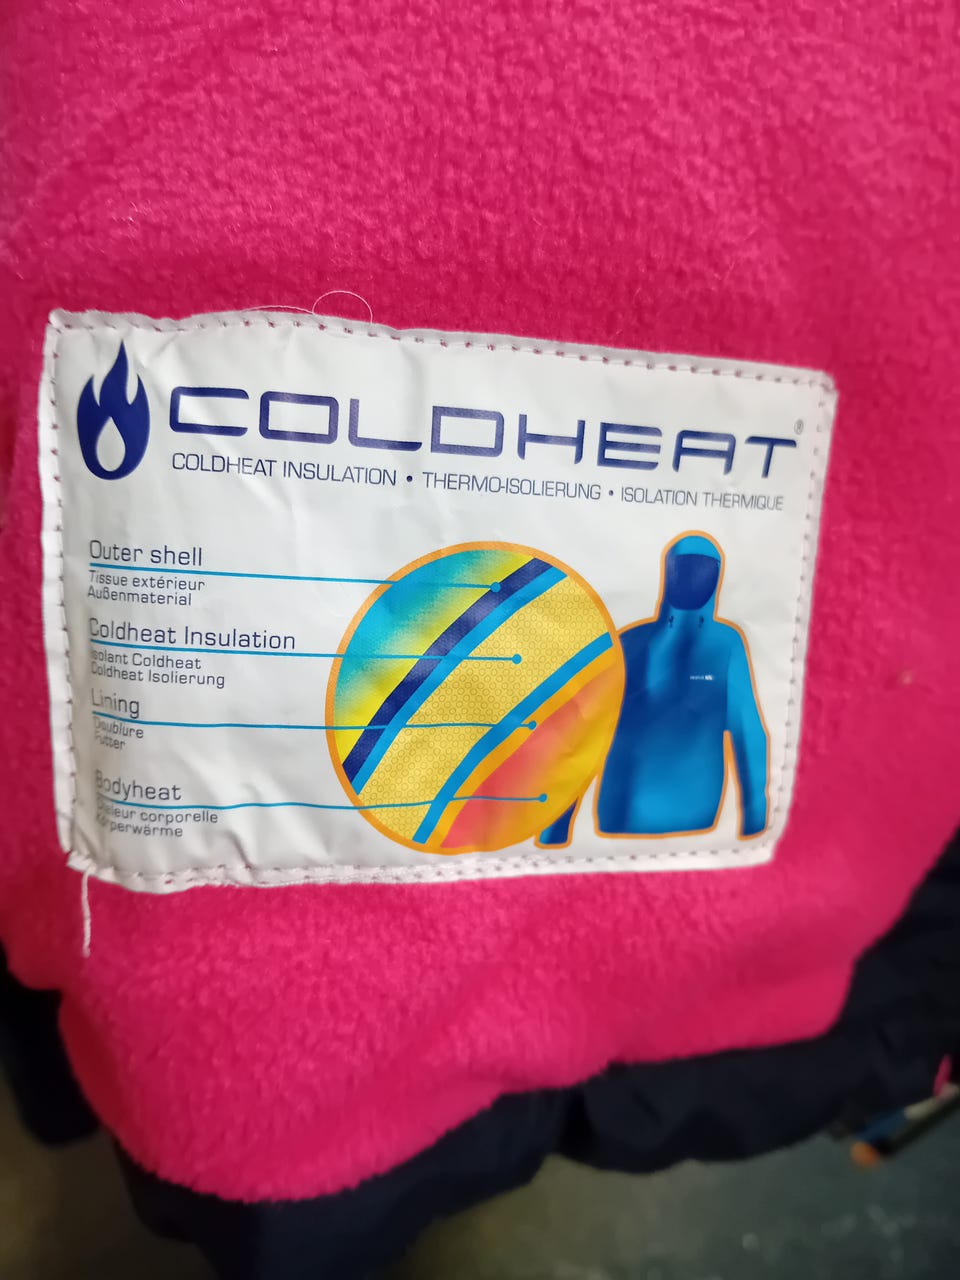 COLDHEAT®
COLDHEAT INSULATION • THERMO-ISOLIERUNG • ISOLATION THERMIQUE
Outer shell
Tissue extérieur
Außenmaterial
Coldheat Insulation
Isolant Coldheat
Coldheat Isolierung
Lining
Doublure
Futter
Bodyheat
Chaleur corporelle
Körperwärme